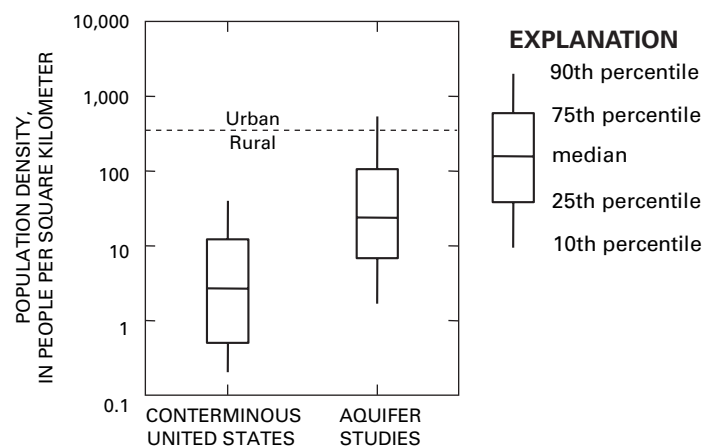 POPULATION DENSITY,
IN PEOPLE PER SQUARE KILOMETER
10,000
1,000
100
10
1
0.1
Urban
Rural
CONTERMINOUS
UNITED STATES
AQUIFER
STUDIES
EXPLANATION
90th percentile
75th percentile
median
25th percentile
10th percentile